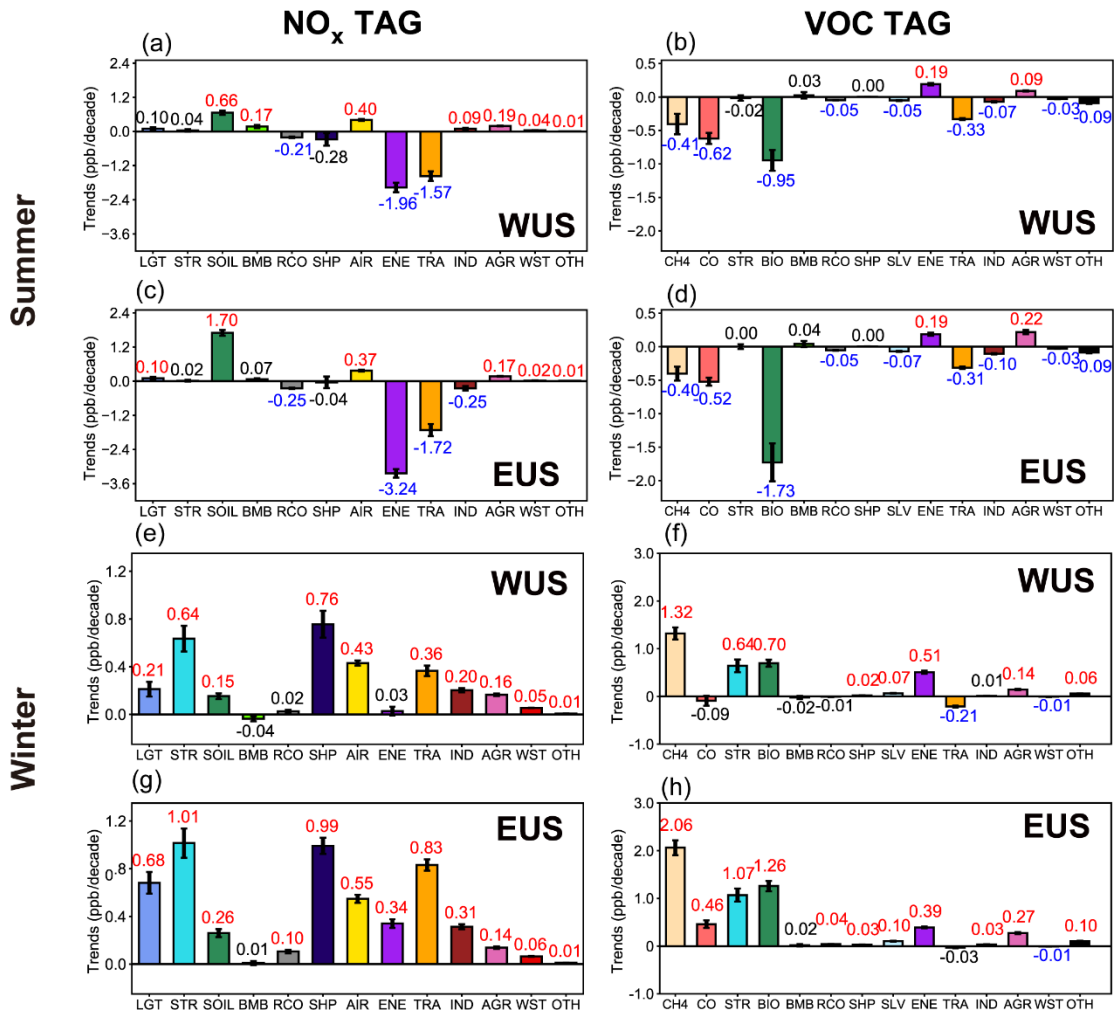 NOx TAG
VOC TAG
Summer
Winter
(a)
2.4
1.2
0.0
−1.2
−2.4
−3.6
Trends (ppb/decade)
0.10 0.04 0.66 0.17 -0.21 -0.28 0.40 -1.96 -1.57 0.09 0.19 0.04 0.01
WUS
LGT STR SOIL BMB RCO SHP AIR ENE TRA IND AGR WST OTH
(b)
0.5
0.0
−0.5
−1.0
−1.5
−2.0
Trends (ppb/decade)
-0.41 -0.62 -0.02 -0.95 0.03 -0.05 0.00 -0.05 0.19 -0.33 -0.07 0.09 -0.03 -0.09
WUS
CH4 CO STR BIO BMB RCO SHP SLV ENE TRA IND AGR WST OTH
(c)
2.4
1.2
0.0
−1.2
−2.4
−3.6
Trends (ppb/decade)
0.10 0.02 1.70 0.07 -0.25 -0.04 0.37 -3.24 -1.72 -0.25 0.17 0.02 0.01
EUS
LGT STR SOIL BMB RCO SHP AIR ENE TRA IND AGR WST OTH
(d)
0.5
0.0
−0.5
−1.0
−1.5
−2.0
Trends (ppb/decade)
-0.40 -0.52 0.00 -1.73 0.04 -0.05 0.00 -0.07 0.19 -0.31 -0.10 0.22 -0.03 -0.09
EUS
CH4 CO STR BIO BMB RCO SHP SLV ENE TRA IND AGR WST OTH
(e)
1.2
0.8
0.4
0.0
Trends (ppb/decade)
0.21 0.64 0.15 -0.04 0.02 0.76 0.43 0.03 0.36 0.20 0.16 0.05 0.01
WUS
LGT STR SOIL BMB RCO SHP AIR ENE TRA IND AGR WST OTH
(f)
3.0
2.0
1.0
0
-1.0
Trends (ppb/decade)
1.32 -0.09 0.64 0.70 -0.02 -0.01 0.02 0.07 0.51 -0.21 0.01 0.14 -0.01 0.06
WUS
CH4 CO STR BIO BMB RCO SHP SLV ENE TRA IND AGR WST OTH
(g)
1.2
0.8
0.4
0.0
Trends (ppb/decade)
0.68 1.01 0.26 0.01 0.10 0.99 0.55 0.34 0.83 0.31 0.14 0.06 0.01
EUS
LGT STR SOIL BMB RCO SHP AIR ENE TRA IND AGR WST OTH
(h)
3.0
2.0
1.0
0
-1.0
Trends (ppb/decade)
2.06 0.46 1.07 1.26 0.02 0.04 0.03 0.10 0.39 -0.03 0.03 0.27 -0.01 0.10
EUS
CH4 CO STR BIO BMB RCO SHP SLV ENE TRA IND AGR WST OTH